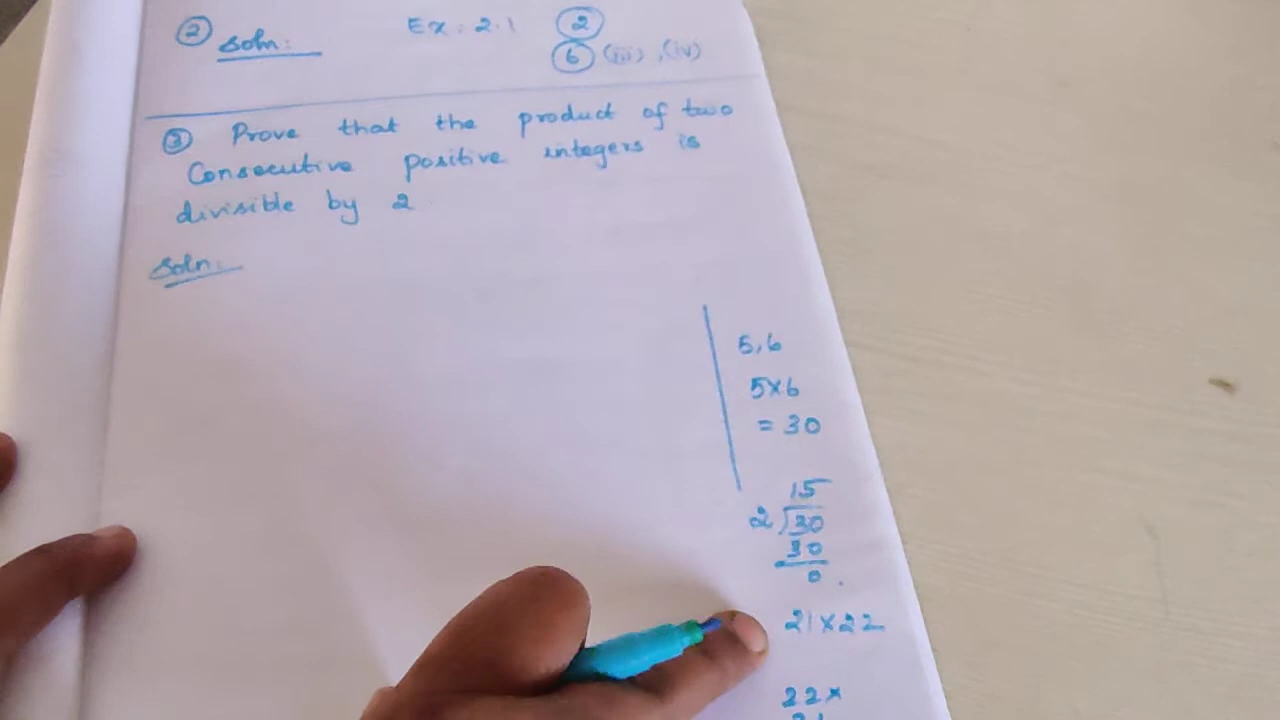 ② Soln:
Ex: 2.1 ②
⑥ (iii), (iv)
③ Prove that the product of two
Consecutive positive integers is
divisible by 2
Soln:
5,6
5×6
= 30
15
2)30
30
0
21×22
22×
21